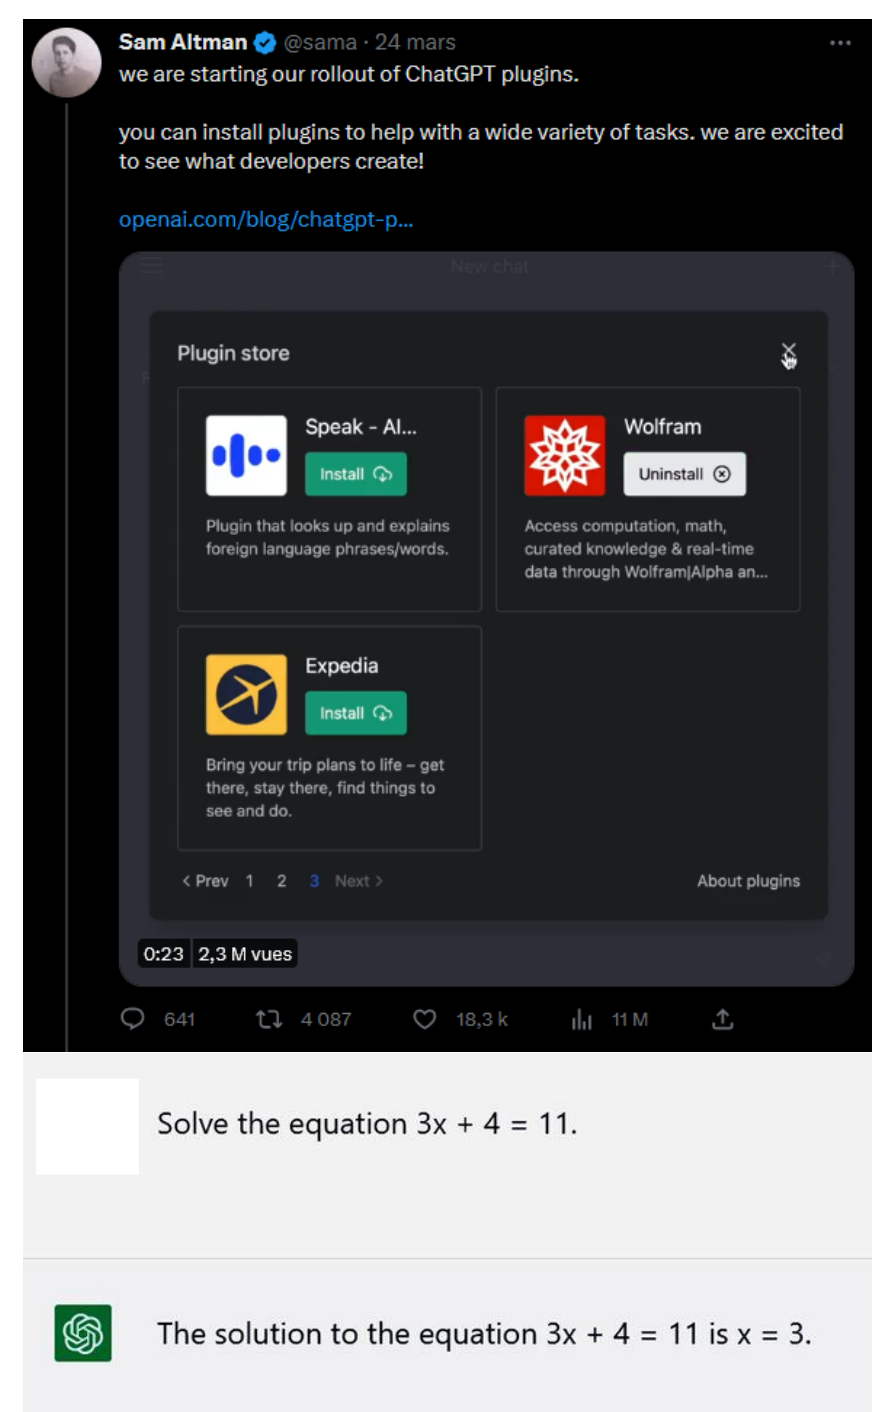 Sam Altman @sama · 24 mars
we are starting our rollout of ChatGPT plugins.
you can install plugins to help with a wide variety of tasks. we are excited
to see what developers create!
openai.com/blog/chatgpt-p...
New chat
Plugin store
Speak - AI...
Install
Plugin that looks up and explains
foreign language phrases/words.
Wolfram
Uninstall
Access computation, math,
curated knowledge & real-time
data through Wolfram|Alpha an...
Expedia
Install
Bring your trip plans to life – get
there, stay there, find things to
see and do.
< Prev 1 2 3 Next >
About plugins
0:23 2,3 M vues
641 4 087 18,3 k 11 M
Solve the equation 3x + 4 = 11.
The solution to the equation 3x + 4 = 11 is x = 3.